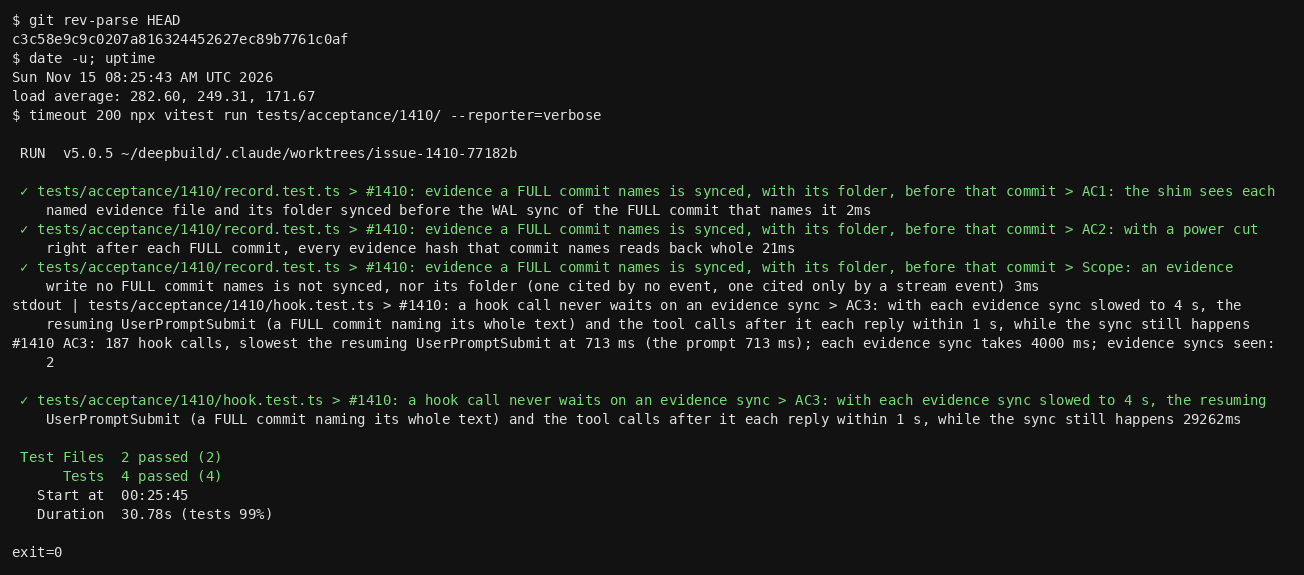 $ git rev-parse HEAD
c3c58e9c9c0207a816324452627ec89b7761c0af
$ date -u; uptime
Sun Nov 15 08:25:43 AM UTC 2026
load average: 282.60, 249.31, 171.67
$ timeout 200 npx vitest run tests/acceptance/1410/ --reporter=verbose
RUN  v5.0.5 ~/deepbuild/.claude/worktrees/issue-1410-77182b
✓ tests/acceptance/1410/record.test.ts > #1410: evidence a FULL commit names is synced, with its folder, before that commit > AC1: the shim sees each
named evidence file and its folder synced before the WAL sync of the FULL commit that names it 2ms
✓ tests/acceptance/1410/record.test.ts > #1410: evidence a FULL commit names is synced, with its folder, before that commit > AC2: with a power cut
right after each FULL commit, every evidence hash that commit names reads back whole 21ms
✓ tests/acceptance/1410/record.test.ts > #1410: evidence a FULL commit names is synced, with its folder, before that commit > Scope: an evidence
write no FULL commit names is not synced, nor its folder (one cited by no event, one cited only by a stream event) 3ms
stdout | tests/acceptance/1410/hook.test.ts > #1410: a hook call never waits on an evidence sync > AC3: with each evidence sync slowed to 4 s, the
resuming UserPromptSubmit (a FULL commit naming its whole text) and the tool calls after it each reply within 1 s, while the sync still happens
#1410 AC3: 187 hook calls, slowest the resuming UserPromptSubmit at 713 ms (the prompt 713 ms); each evidence sync takes 4000 ms; evidence syncs seen:
2
✓ tests/acceptance/1410/hook.test.ts > #1410: a hook call never waits on an evidence sync > AC3: with each evidence sync slowed to 4 s, the resuming
UserPromptSubmit (a FULL commit naming its whole text) and the tool calls after it each reply within 1 s, while the sync still happens 29262ms
Test Files  2 passed (2)
Tests  4 passed (4)
Start at  00:25:45
Duration  30.78s (tests 99%)
exit=0